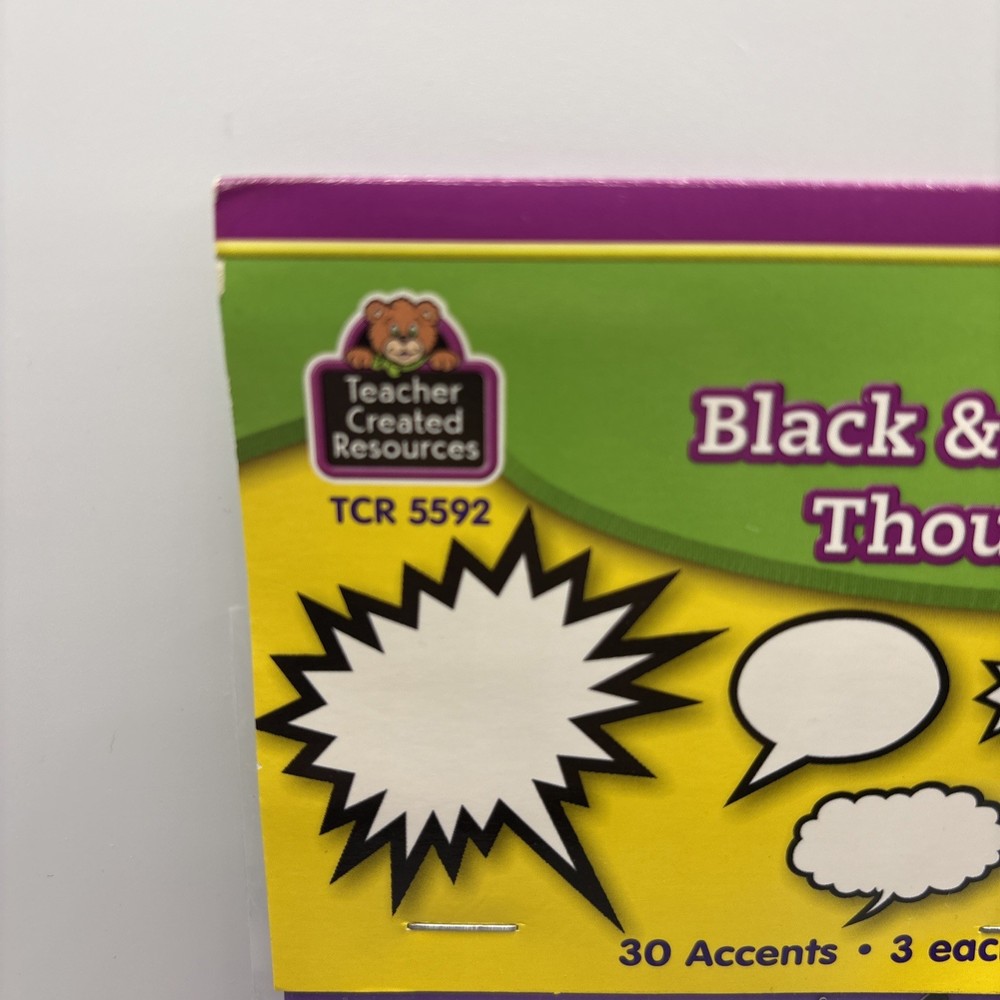 Teacher
Created
Resources
TCR 5592
Black &
Thou
30 Accents • 3 eac